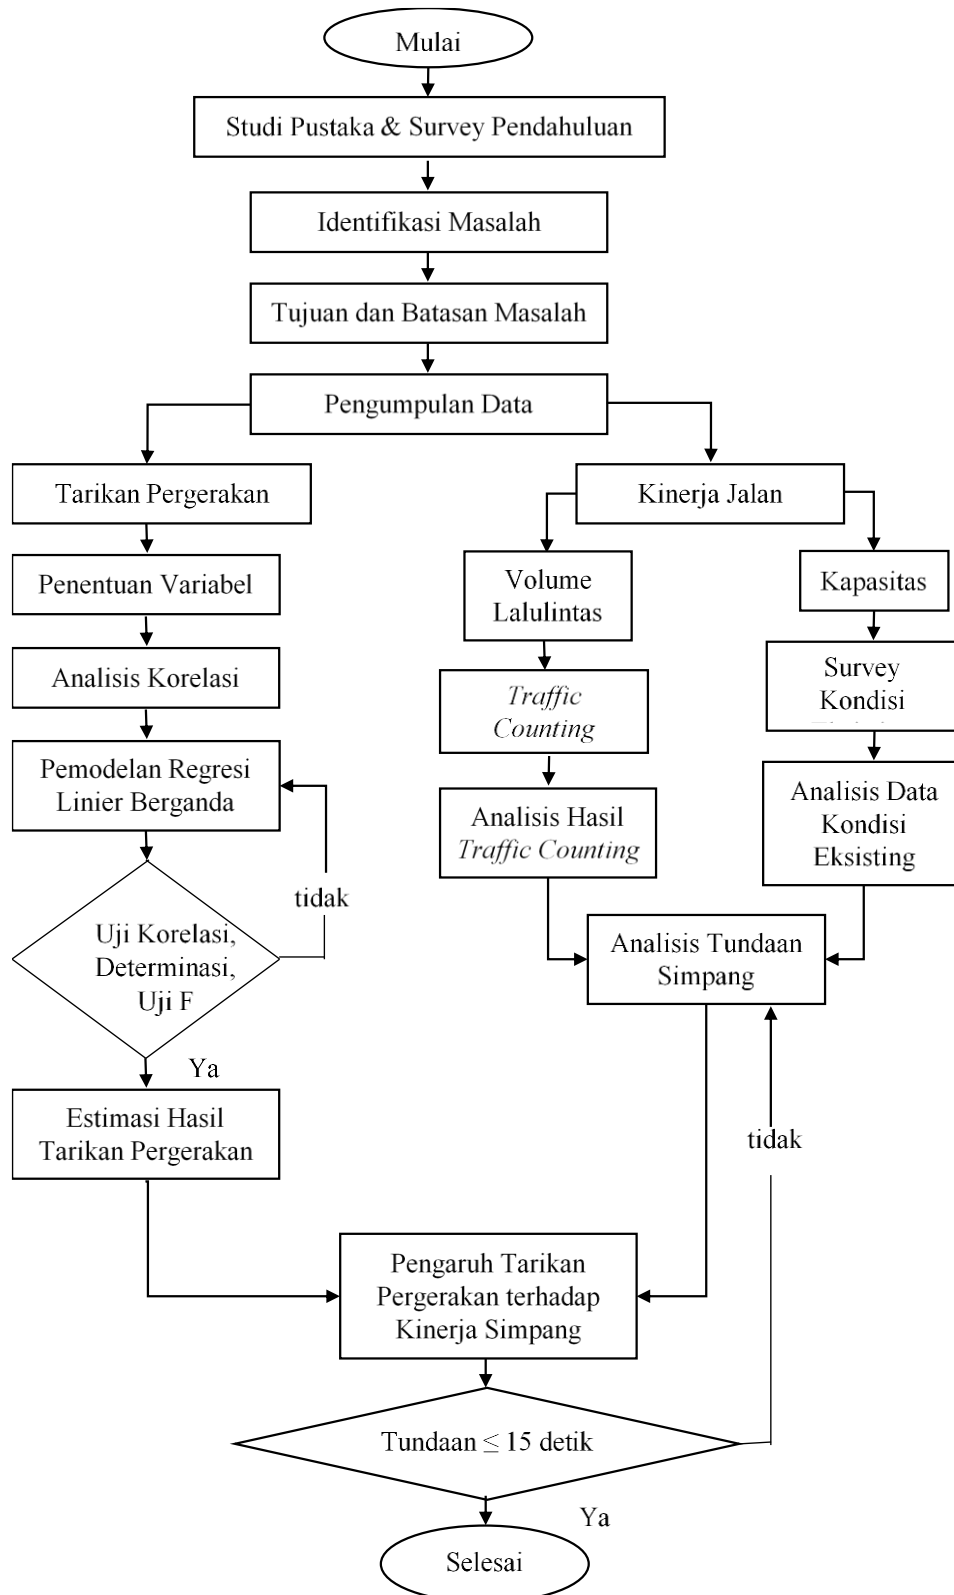 Mulai
Studi Pustaka & Survey Pendahuluan
Identifikasi Masalah
Tujuan dan Batasan Masalah
Pengumpulan Data
Tarikan Pergerakan
Penentuan Variabel
Analisis Korelasi
Pemodelan Regresi
Linier Berganda
tidak
Uji Korelasi,
Determinasi,
Uji F
Ya
Estimasi Hasil
Tarikan Pergerakan
Kinerja Jalan
Volume
Lalulintas
Traffic
Counting
Analisis Hasil
Traffic Counting
Kapasitas
Survey
Kondisi
Analisis Data
Kondisi
Eksisting
Analisis Tundaan
Simpang
tidak
Pengaruh Tarikan
Pergerakan terhadap
Kinerja Simpang
Tundaan ≤ 15 detik
Ya
Selesai